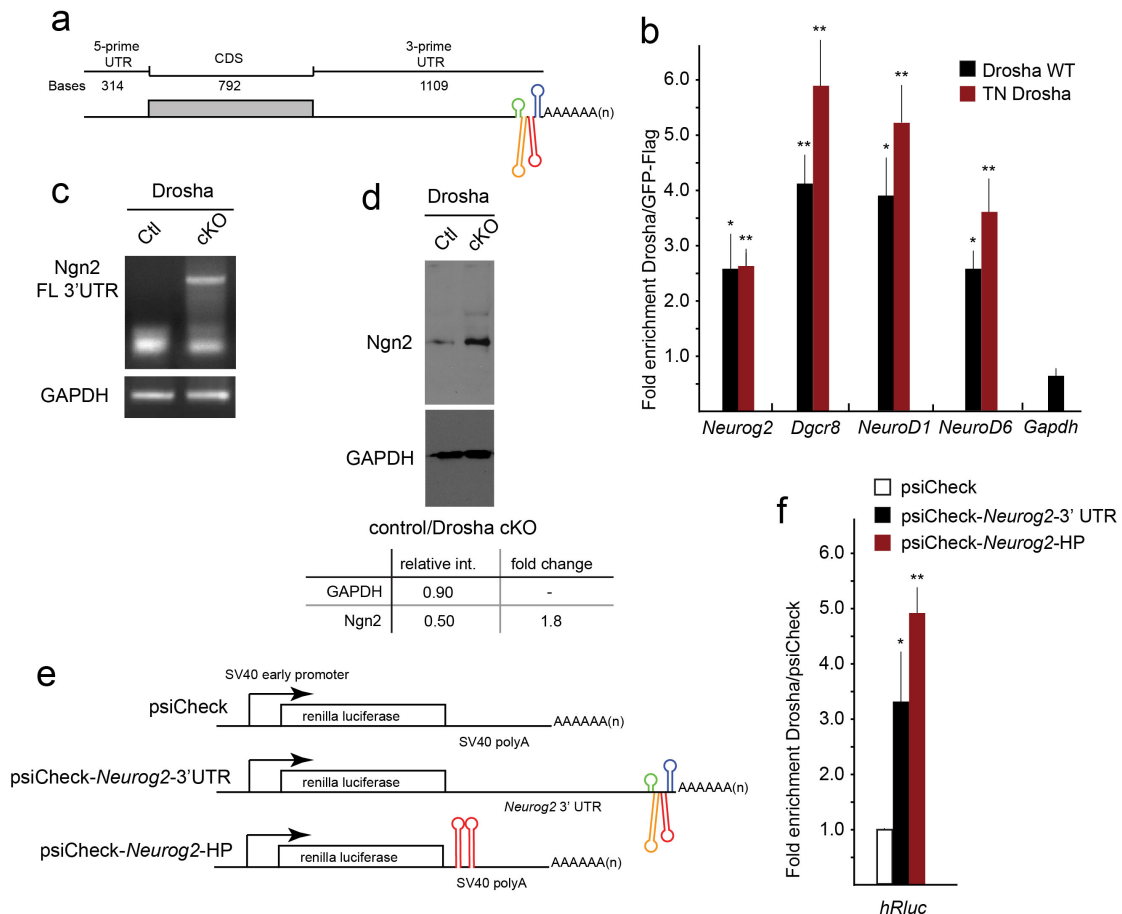 a
5-prime
UTR
CDS
3-prime
UTR
Bases 314 792 1109
AAAAAA(n)
b
Fold enrichment Drosha/GFP-Flag
6.0
5.0
4.0
3.0
2.0
1.0
Drosha WT
TN Drosha
* ** ** ** * ** * **
Neurog2 Dgcr8 NeuroD1 NeuroD6 Gapdh
c
Drosha
Ctl cKO
Ngn2
FL 3'UTR
GAPDH
d
Drosha
Ctl cKO
Ngn2
GAPDH
control/Drosha cKO
relative int. fold change
GAPDH 0.90 -
Ngn2 0.50 1.8
e
SV40 early promoter
psiCheck
renilla luciferase
AAAAAA(n)
SV40 polyA
psiCheck-Neurog2-3'UTR
renilla luciferase
AAAAAA(n)
Neurog2 3' UTR
psiCheck-Neurog2-HP
renilla luciferase
AAAAAA(n)
SV40 polyA
f
psiCheck
psiCheck-Neurog2-3' UTR
psiCheck-Neurog2-HP
Fold enrichment Drosha/psiCheck
6.0
5.0
4.0
3.0
2.0
1.0
* **
hRluc